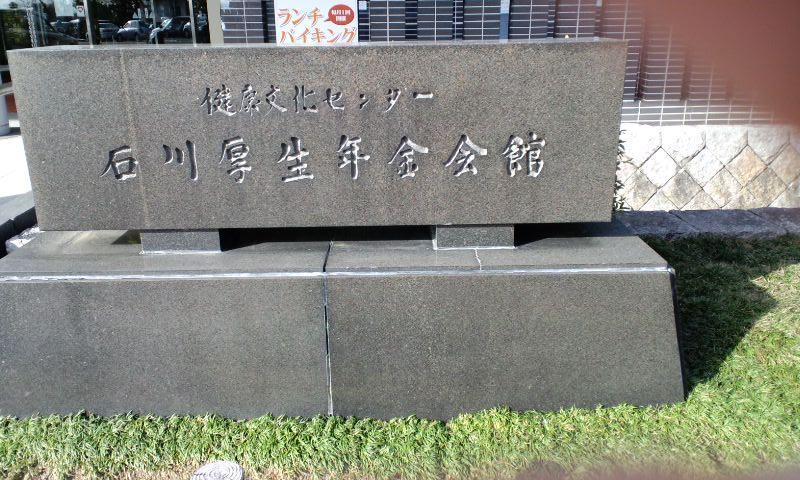 ランチ
バイキング
健康文化センター
石川厚生年金会館